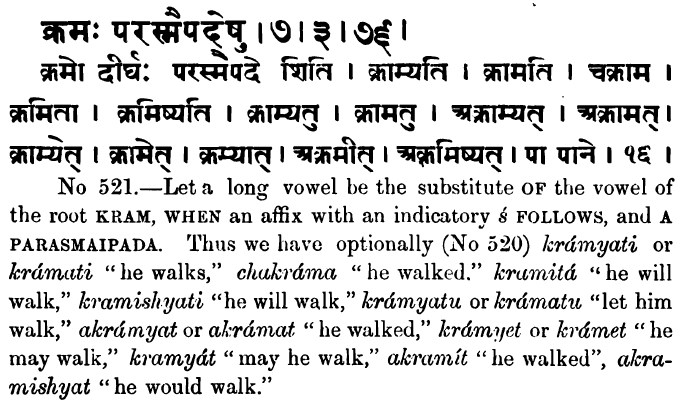 क्रमः परस्मैपदेषु । ७ । ३ । ७६ ।
क्रमो दीर्घः परस्मैपदे शिति । क्राम्यति । क्रामति । चक्राम ।
क्रमिता । क्रमिष्यति । क्राम्यतु । क्रामतु । अक्राम्यत् । अक्रामत् ।
क्राम्येत् । क्रामेत् । क्रम्यात् । अक्रमीत् । अक्रमिष्यत् । पा पाने । १६ ।
No 521.—Let a long vowel be the substitute OF the vowel of
the root KRAM, WHEN an affix with an indicatory ś FOLLOWS, and A
PARASMAIPADA. Thus we have optionally (No 520) krámyati or
krámati “he walks,” chakráma “he walked.” kramitá “he will
walk,” kramishyati “he will walk,” krámyatu or krámatu “let him
walk,” akrámyat or akrámat “he walked,” krámyet or krámet “he
may walk,” kramyát “may he walk,” akramít “he walked”, akra-
mishyat “he would walk.”